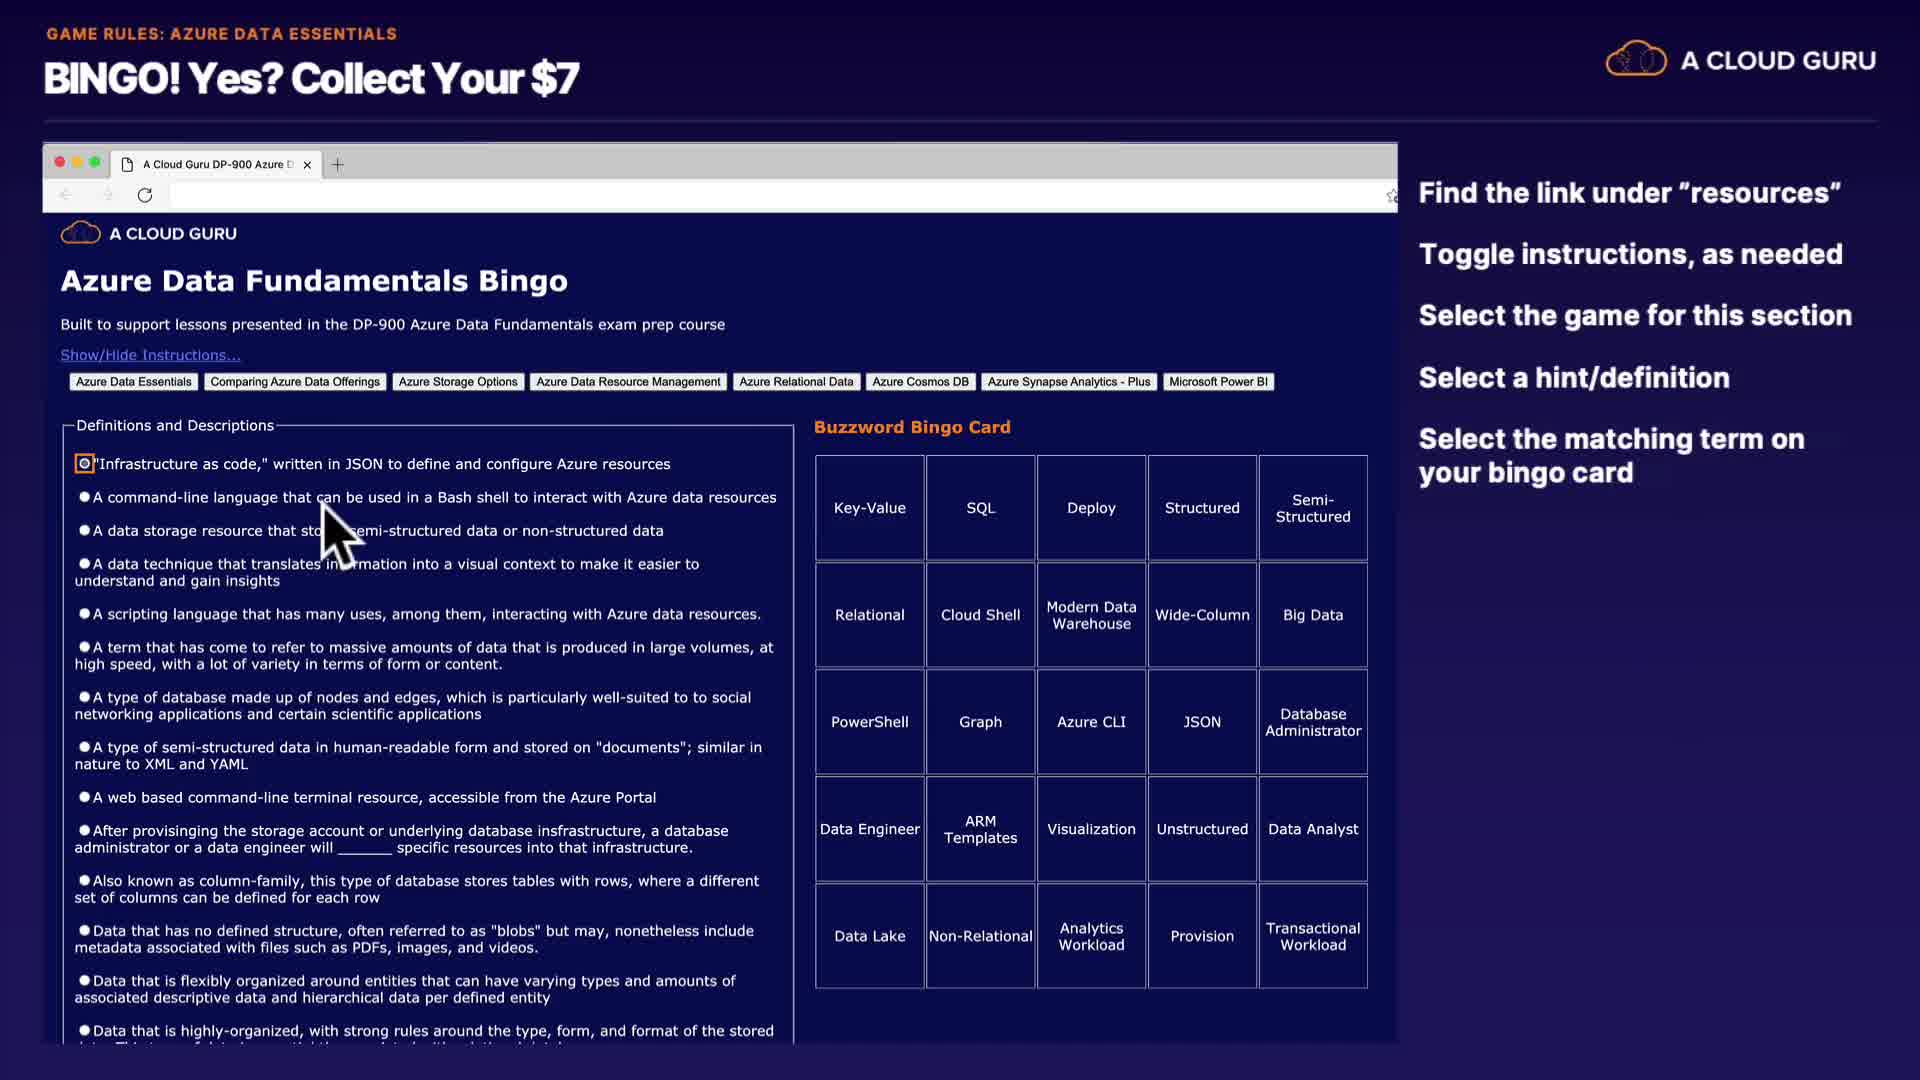 GAME RULES: AZURE DATA ESSENTIALS
BINGO! Yes? Collect Your $7
A CLOUD GURU
A Cloud Guru DP-900 Azure D
A CLOUD GURU
Azure Data Fundamentals Bingo
Built to support lessons presented in the DP-900 Azure Data Fundamentals exam prep course
Show/Hide Instructions...
Azure Data Essentials
Comparing Azure Data Offerings
Azure Storage Options
Azure Data Resource Management
Azure Relational Data
Azure Cosmos DB
Azure Synapse Analytics - Plus
Microsoft Power BI
Definitions and Descriptions
"Infrastructure as code," written in JSON to define and configure Azure resources
A command-line language that can be used in a Bash shell to interact with Azure data resources
A data storage resource that semi-structured data or non-structured data
A data technique that translates information into a visual context to make it easier to
understand and gain insights
A scripting language that has many uses, among them, interacting with Azure data resources.
A term that has come to refer to massive amounts of data that is produced in large volumes, at
high speed, with a lot of variety in terms of form or content.
A type of database made up of nodes and edges, which is particularly well-suited to to social
networking applications and certain scientific applications
A type of semi-structured data in human-readable form and stored on "documents"; similar in
nature to XML and YAML
A web based command-line terminal resource, accessible from the Azure Portal
After provisinging the storage account or underlying database insfrastructure, a database
administrator or a data engineer will _______ specific resources into that infrastructure.
Also known as column-family, this type of database stores tables with rows, where a different
set of columns can be defined for each row
Data that has no defined structure, often referred to as "blobs" but may, nonetheless include
metadata associated with files such as PDFs, images, and videos.
Data that is flexibly organized around entities that can have varying types and amounts of
associated descriptive data and hierarchical data per defined entity
Data that is highly-organized, with strong rules around the type, form, and format of the stored
Buzzword Bingo Card
Key-Value
SQL
Deploy
Structured
Semi-
Structured
Relational
Cloud Shell
Modern Data
Warehouse
Wide-Column
Big Data
PowerShell
Graph
Azure CLI
JSON
Database
Administrator
Data Engineer
ARM
Templates
Visualization
Unstructured
Data Analyst
Data Lake
Non-Relational
Analytics
Workload
Provision
Transactional
Workload
Find the link under "resources"
Toggle instructions, as needed
Select the game for this section
Select a hint/definition
Select the matching term on
your bingo card